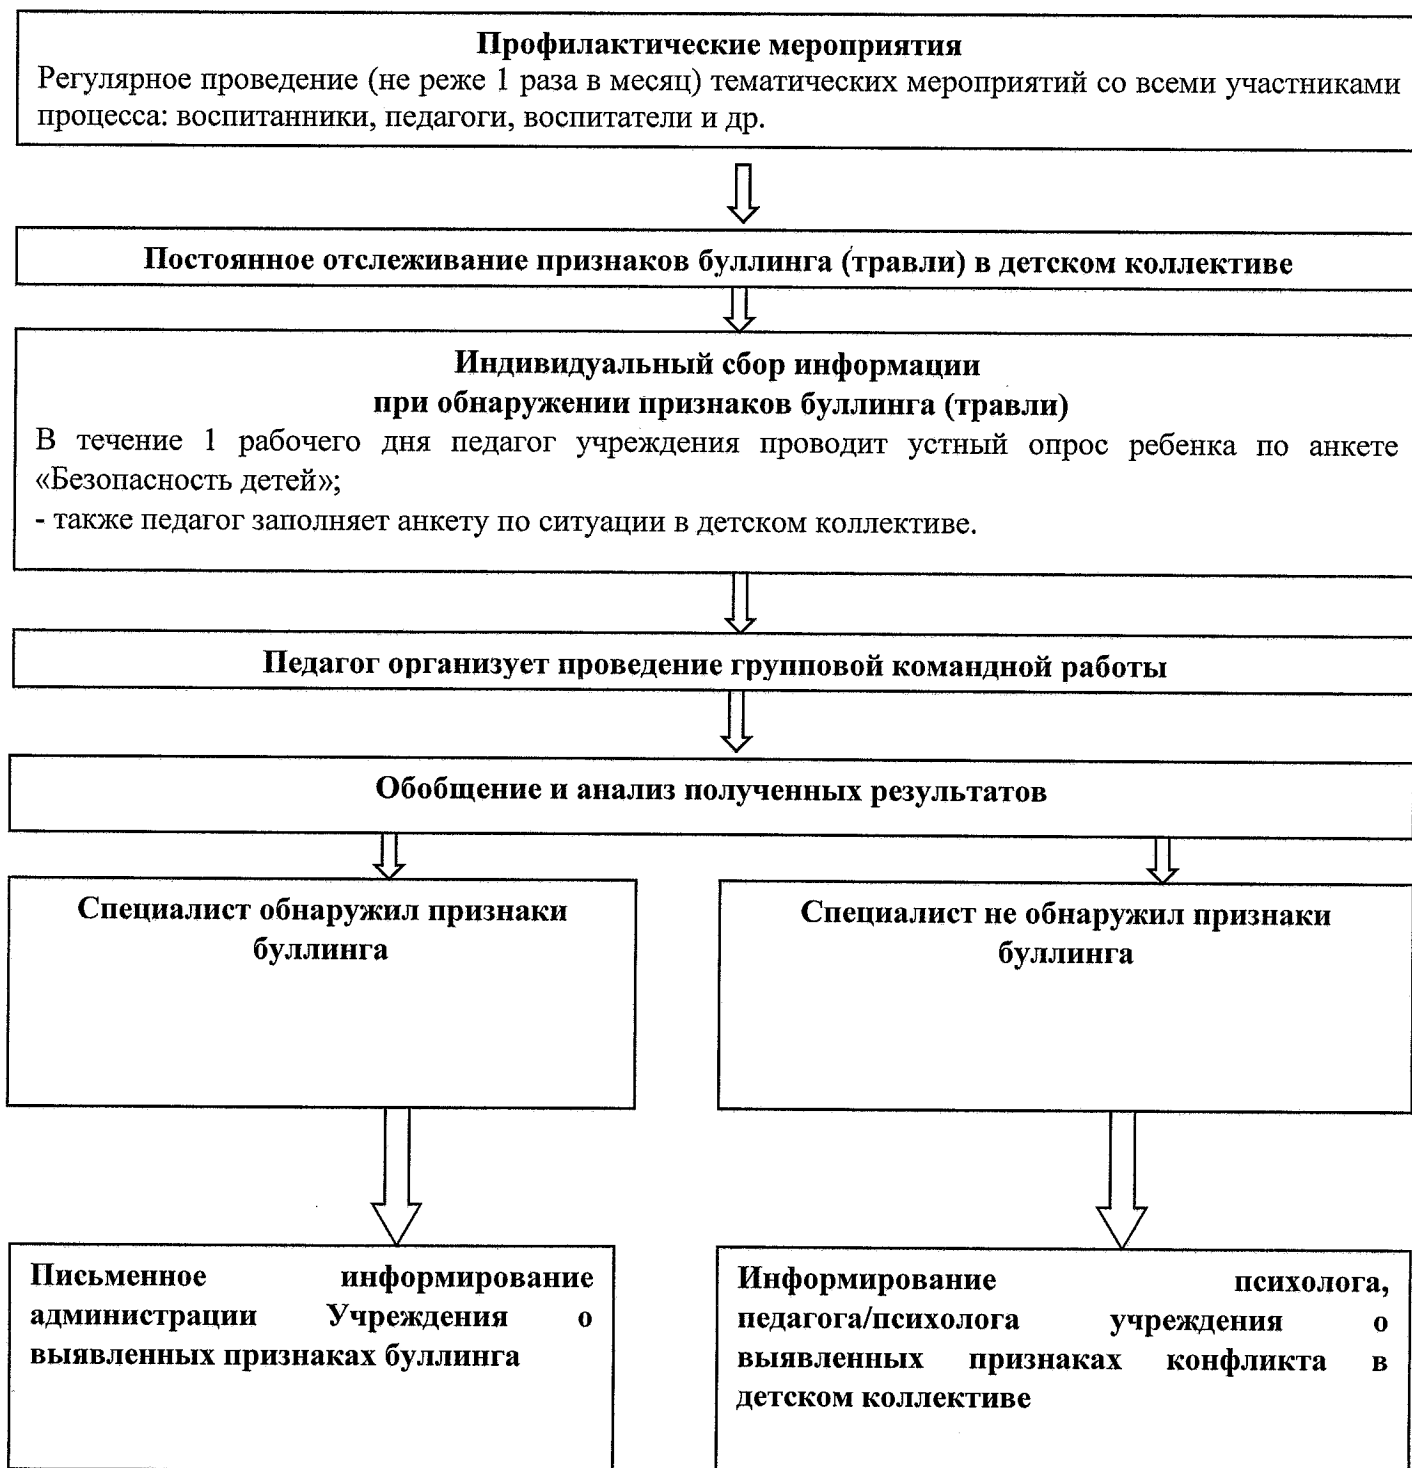 Профилактические мероприятия
Регулярное проведение (не реже 1 раза в месяц) тематических мероприятий со всеми участниками
процесса: воспитанники, педагоги, воспитатели и др.
Постоянное отслеживание признаков буллинга (травли) в детском коллективе
Индивидуальный сбор информации
при обнаружении признаков буллинга (травли)
В течение 1 рабочего дня педагог учреждения проводит устный опрос ребенка по анкете
«Безопасность детей»;
- также педагог заполняет анкету по ситуации в детском коллективе.
Педагог организует проведение групповой командной работы
Обобщение и анализ полученных результатов
Специалист обнаружил признаки
буллинга
Специалист не обнаружил признаки
буллинга
Письменное информирование
администрации Учреждения о
выявленных признаках буллинга
Информирование психолога,
педагога/психолога учреждения о
выявленных признаках конфликта в
детском коллективе